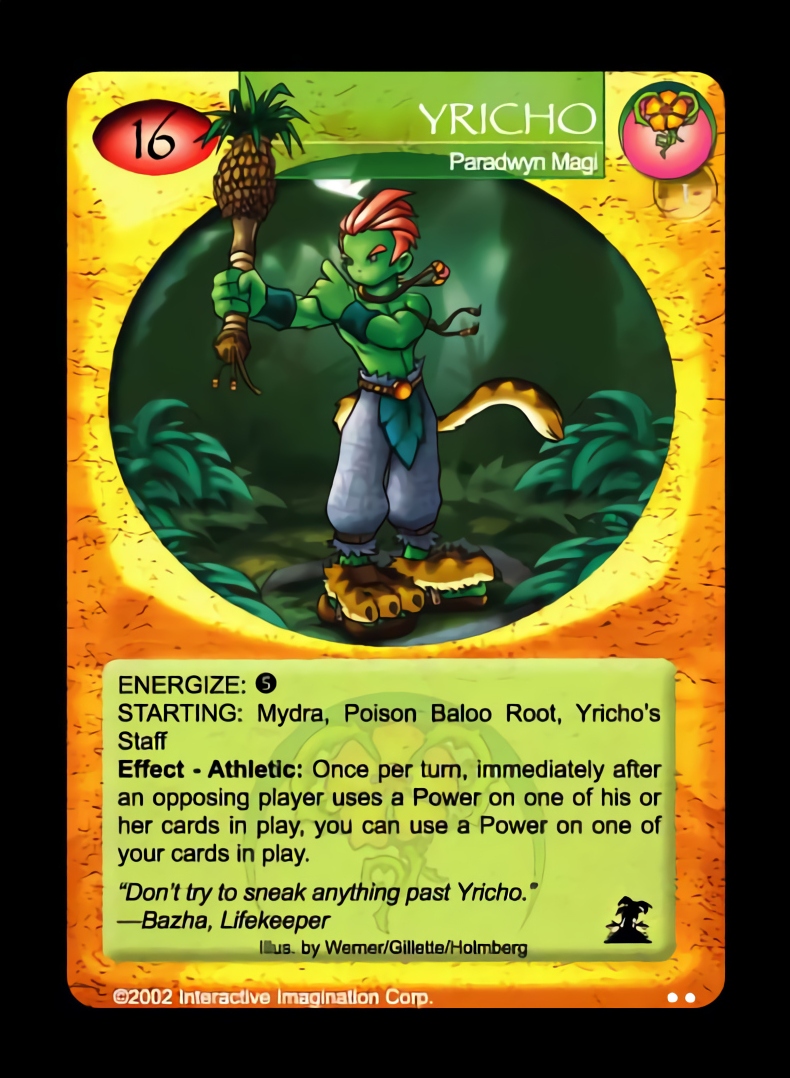 16
YRICHO
Paradwyn Magi
1
ENERGIZE: 5
STARTING: Mydra, Poison Baloo Root, Yricho's
Staff
Effect - Athletic: Once per turn, immediately after
an opposing player uses a Power on one of his or
her cards in play, you can use a Power on one of
your cards in play.
“Don't try to sneak anything past Yricho.”
—Bazha, Lifekeeper
Illus. by Werner/Gillette/Holmberg
©2002 Interactive Imagination Corp.